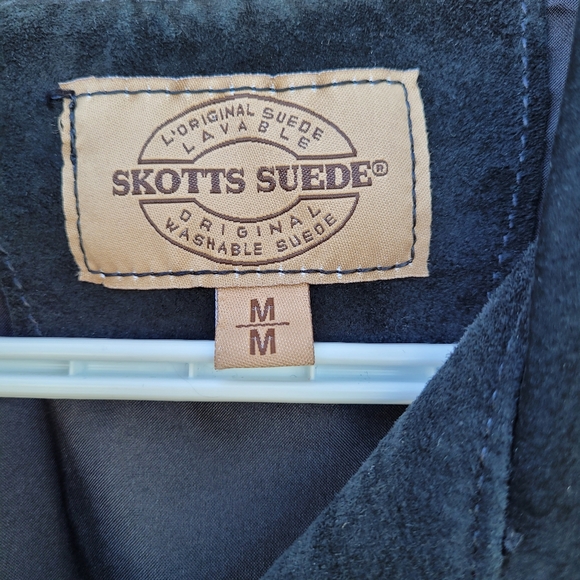 L'ORIGINAL SUEDE
LAVABLE
SKOTTS SUEDE®
ORIGINAL
WASHABLE SUEDE
M
M